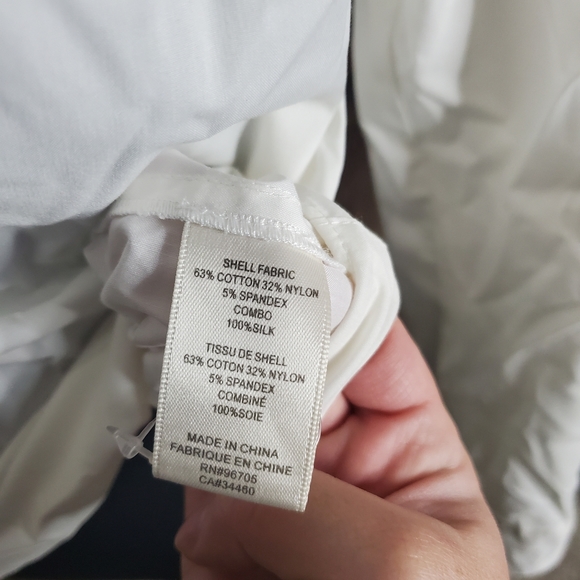 SHELL FABRIC
63% COTTON 32% NYLON
5% SPANDEX
COMBO
100%SILK
TISSU DE SHELL
63% COTON 32% NYLON
5% SPANDEX
COMBINÉ
100%SOIE
MADE IN CHINA
FABRIQUE EN CHINE
RN#96705
CA#34460